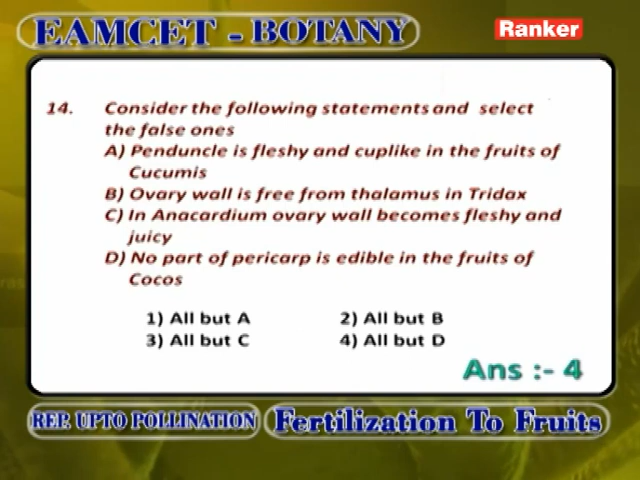 EAMCET - BOTANY
Ranker
14. Consider the following statements and select
the false ones
A) Penduncle is fleshy and cuplike in the fruits of
Cucumis
B) Ovary wall is free from thalamus in Tridax
C) In Anacardium ovary wall becomes fleshy and
juicy
D) No part of pericarp is edible in the fruits of
Cocos
1) All but A 2) All but B
3) All but C 4) All but D
Ans :- 4
REP. UPTO POLLINATION Fertilization To Fruits